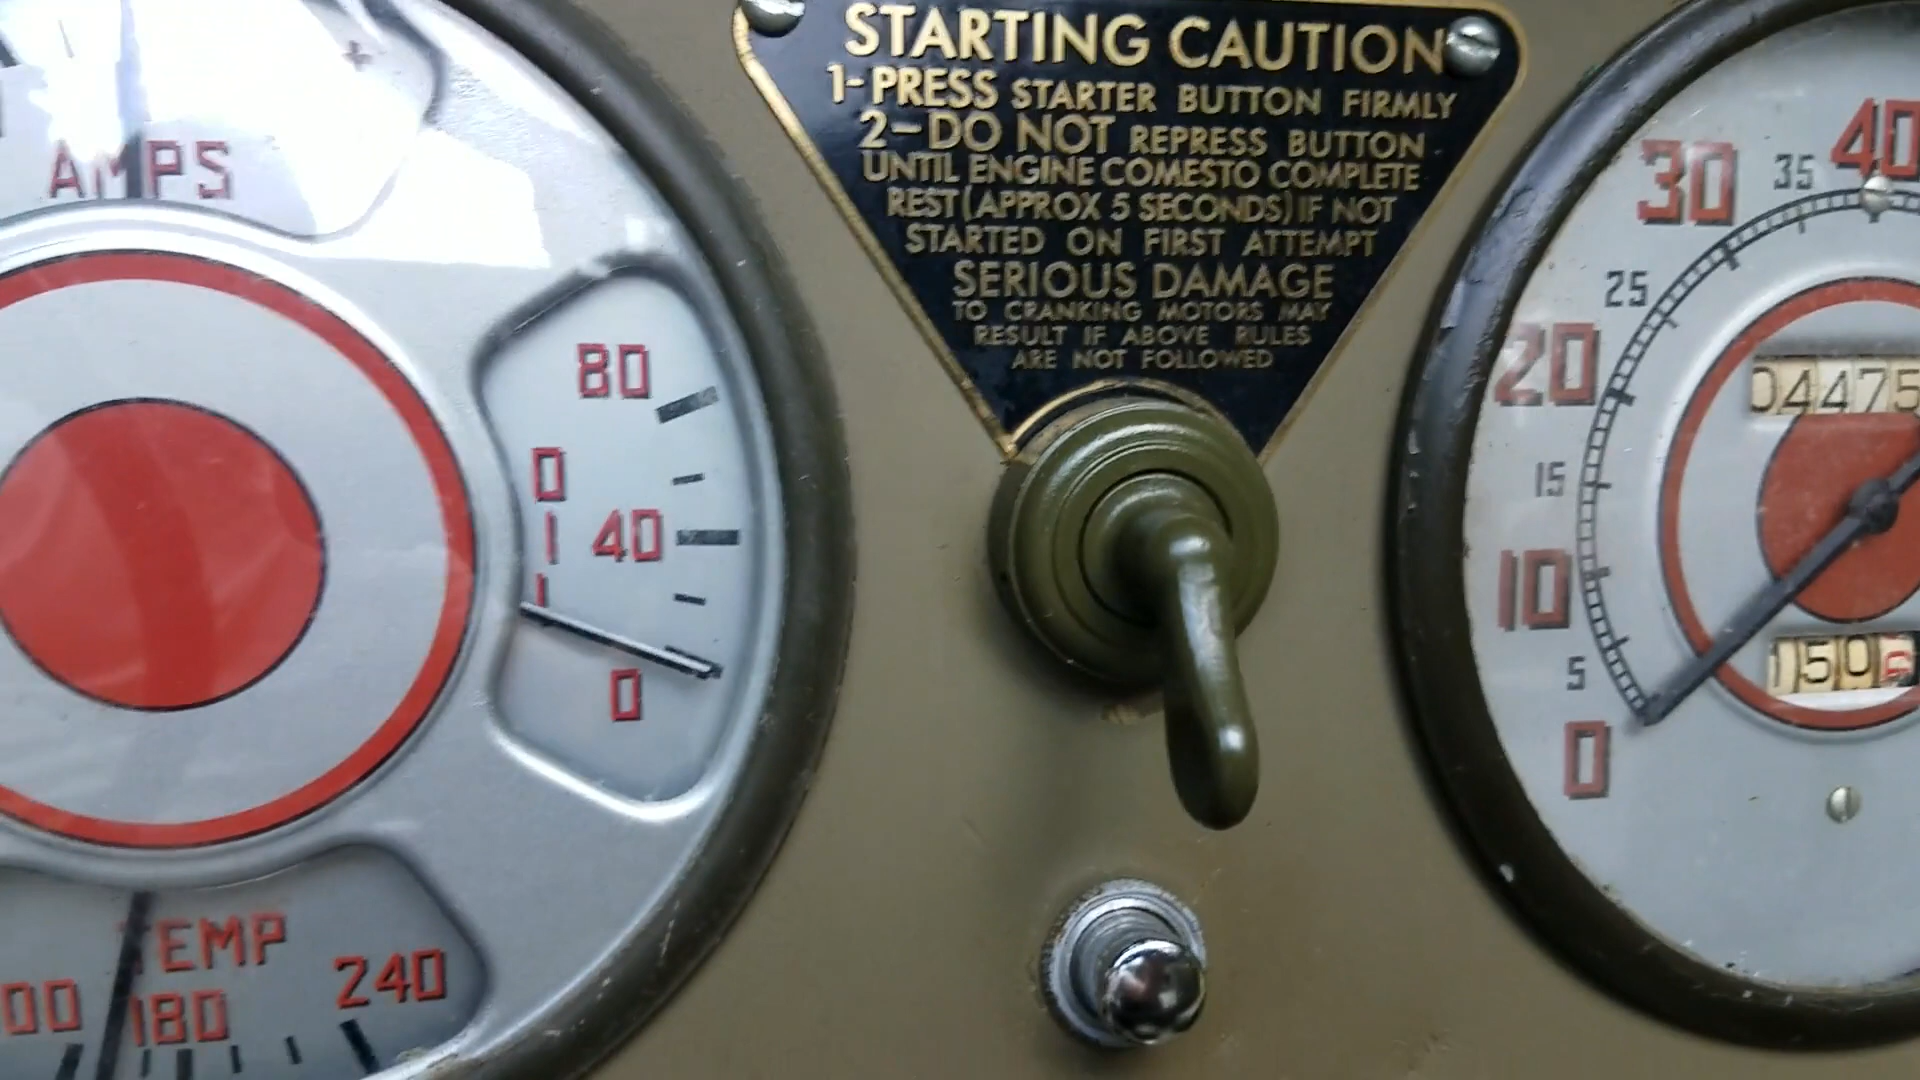 STARTING CAUTION
1-PRESS STARTER BUTTON FIRMLY
2-DO NOT REPRESS BUTTON
UNTIL ENGINE COMESTO COMPLETE
REST (APPROX 5 SECONDS) IF NOT
STARTED ON FIRST ATTEMPT
SERIOUS DAMAGE
TO CRANKING MOTORS MAY
RESULT IF ABOVE RULES
ARE NOT FOLLOWED
+
AMPS
80
40
0
TEMP
180
240
40
35
30
25
20
15
10
5
0
04475
150